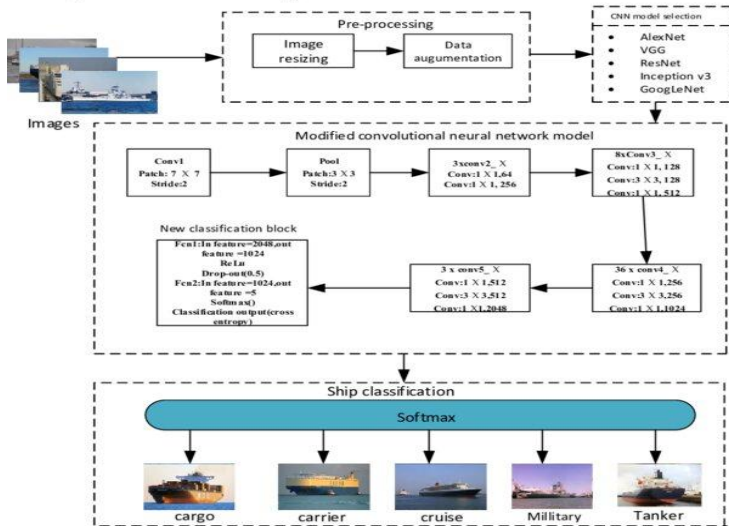 Pre-processing
Image
resizing
Data
augumentation
CNN model selection
• AlexNet
• VGG
• ResNet
• Inception v3
• GoogLeNet
Images
Modified convolutional neural network model
Conv1
Patch: 7 X 7
Stride:2
Pool
Patch:3 X 3
Stride:2
3xconv2_ X
Conv:1 X 1,64
Conv:1 X 1, 256
8xConv3_ X
Conv:1 X 1, 128
Conv:3 X 3, 128
Conv:1 X 1, 512
36 x conv4_ X
Conv:1 X 1,256
Conv:3 X 3,256
Conv:1 X 1,1024
3 x conv5_ X
Conv:1 X 1,512
Conv:3 X 3,512
Conv:1 X1,2048
New classification block
Fcn1:In feature=2048,out
feature =1024
ReLu
Drop-out(0.5)
Fcn2:In feature=1024,out
feature =5
Softmax()
Classification output(cross
entropy)
Ship classification
Softmax
cargo
carrier
cruise
Millitary
Tanker